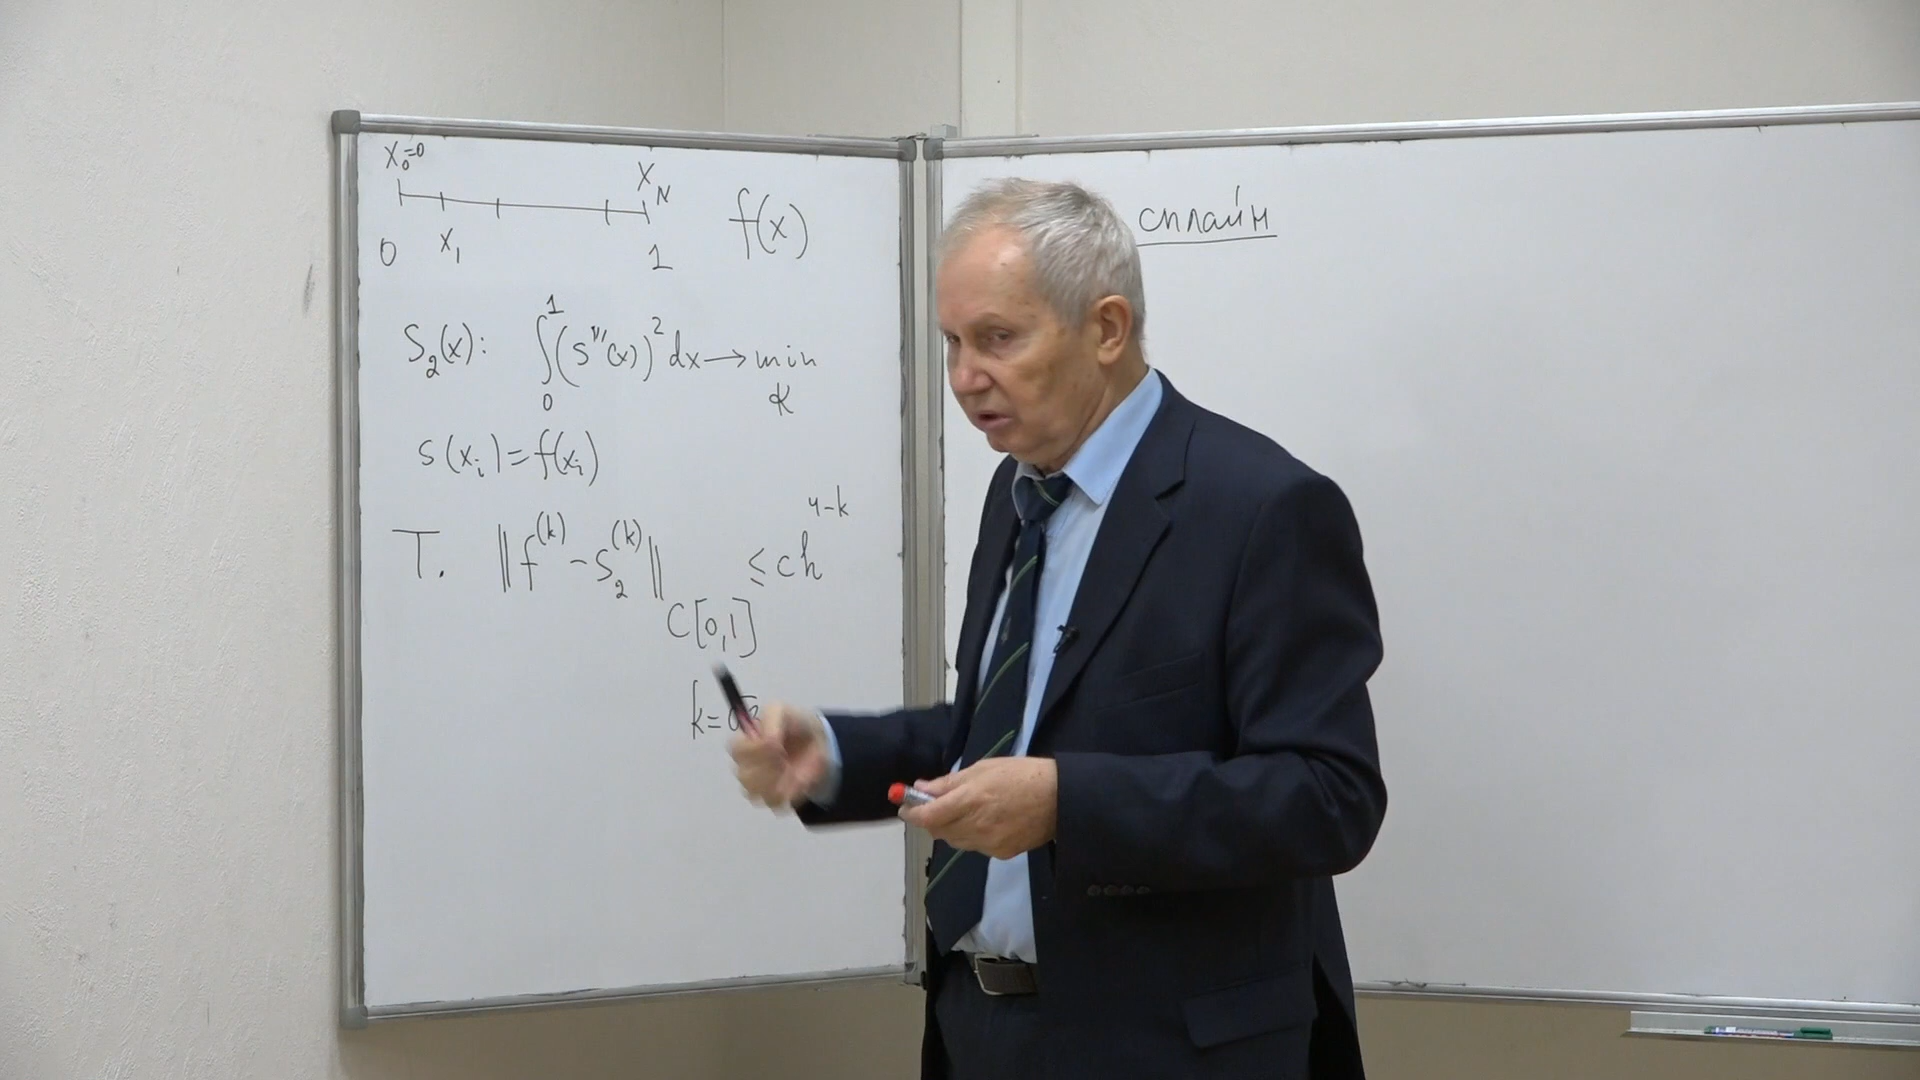 x₀=0
x_N
f(x)
0 x₁ 1
S₂(x): ∫₀¹ (s''(x))² dx → min
K
s(xᵢ)=f(xᵢ)
T. ‖f^(k) − s₂^(k)‖_C[0,1] ≤ ch^(4-k)
k=
сплайн